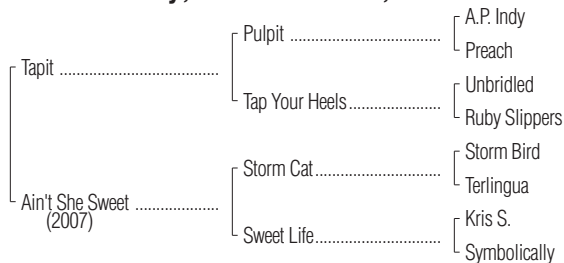 Tapit
Ain't She Sweet
(2007)
Pulpit
Tap Your Heels
Storm Cat
Sweet Life
A.P. Indy
Preach
Unbridled
Ruby Slippers
Storm Bird
Terlingua
Kris S.
Symbolically